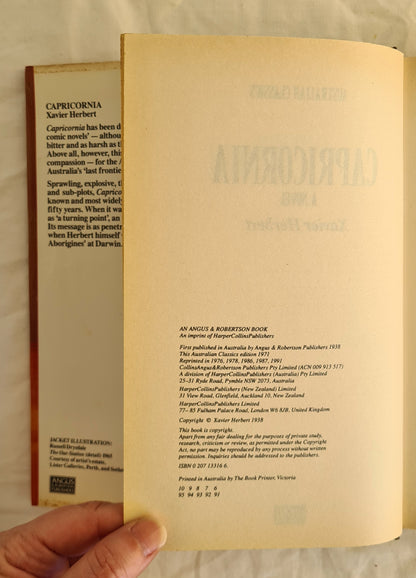 CAPRICORNIA
Xavier Herbert
Capricornia has been d
comic novels' — althou
bitter and as harsh as th
Above all, however, this
compassion — for the A
Australia's 'last frontie
Sprawling, explosive, t
and sub-plots, Caprico
known and most widel
fifty years. When it wa
as 'a turning point', an
Its message is as penetr
when Herbert himself
Aborigines' at Darwin.
JACKET ILLUSTRATION:
Russell Drysdale
The Out Station (detail) 1965
Courtesy of artist's estate,
Lister Galleries, Perth, and
ANGUS
AUSTRALIAN CLASSICS
CAPRICORNIA
A NOVEL
Xavier Herbert
AN ANGUS & ROBERTSON BOOK
An imprint of HarperCollinsPublishers
First published in Australia by Angus & Robertson Publishers 1938
This Australian Classics edition 1971
Reprinted in 1976, 1978, 1986, 1987, 1991
CollinsAngus&Robertson Publishers Pty Limited (ACN 009 913 517)
A division of HarperCollinsPublishers (Australia) Pty Limited
25-31 Ryde Road, Pymble NSW 2073, Australia
HarperCollinsPublishers (New Zealand) Limited
31 View Road, Glenfield, Auckland 10, New Zealand
HarperCollinsPublishers Limited
77-85 Fulham Palace Road, London W6 8JB, United Kingdom
Copyright © Xavier Herbert 1938
This book is copyright.
Apart from any fair dealing for the purposes of private study,
research, criticism or review, as permitted under the Copyright
Act, no part may be reproduced by any process without written
permission. Inquiries should be addressed to the publishers.
ISBN 0 207 13316 6.
Printed in Australia by The Book Printer, Victoria
10 9 8 7 6
95 94 93 92 91